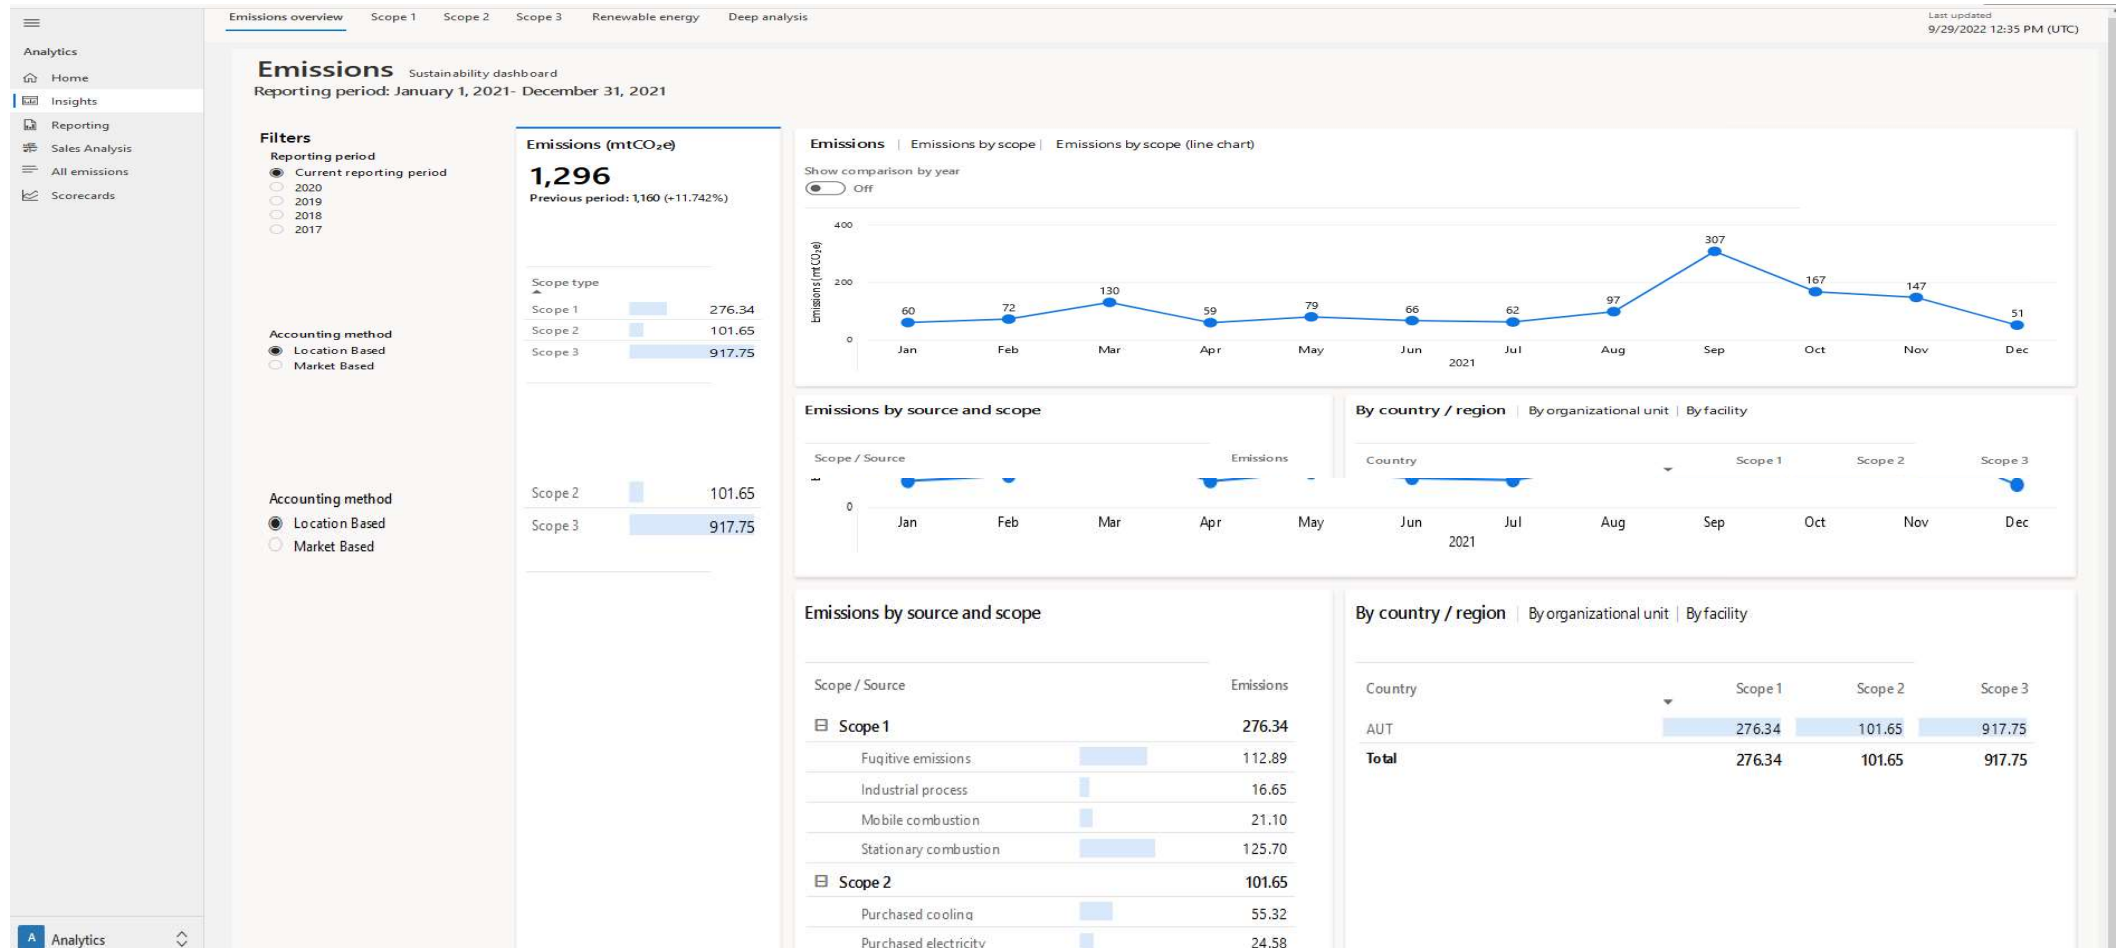 Emissions overview Scope 1 Scope 2 Scope 3 Renewable energy Deep analysis
Last updated
9/29/2022 12:35 PM (UTC)
Analytics
Home
Insights
Reporting
Sales Analysis
All emissions
Scorecards
Emissions Sustainability dashboard
Reporting period: January 1, 2021- December 31, 2021
Filters
Reporting period
Current reporting period
2020
2019
2018
2017
Accounting method
Location Based
Market Based
Accounting method
Location Based
Market Based
Emissions (mtCO₂e)
1,296
Previous period: 1,160 (+11.742%)
Scope type
Scope 1 276.34
Scope 2 101.65
Scope 3 917.75
Scope 2 101.65
Scope 3 917.75
Emissions | Emissions by scope | Emissions by scope (line chart)
Show comparison by year
Off
Emissions (mtCO₂e)
400
200
0
60 72 130 59 79 66 62 97 307 167 147 51
Jan Feb Mar Apr May Jun Jul Aug Sep Oct Nov Dec
2021
Emissions by source and scope
Scope / Source Emissions
By country / region | By organizational unit | By facility
Country Scope 1 Scope 2 Scope 3
0
Jan Feb Mar Apr May Jun Jul Aug Sep Oct Nov Dec
2021
Emissions by source and scope
Scope / Source Emissions
Scope 1 276.34
Fugitive emissions 112.89
Industrial process 16.65
Mobile combustion 21.10
Stationary combustion 125.70
Scope 2 101.65
Purchased cooling 55.32
Purchased electricity 24.58
By country / region | By organizational unit | By facility
Country Scope 1 Scope 2 Scope 3
AUT 276.34 101.65 917.75
Total 276.34 101.65 917.75
A Analytics